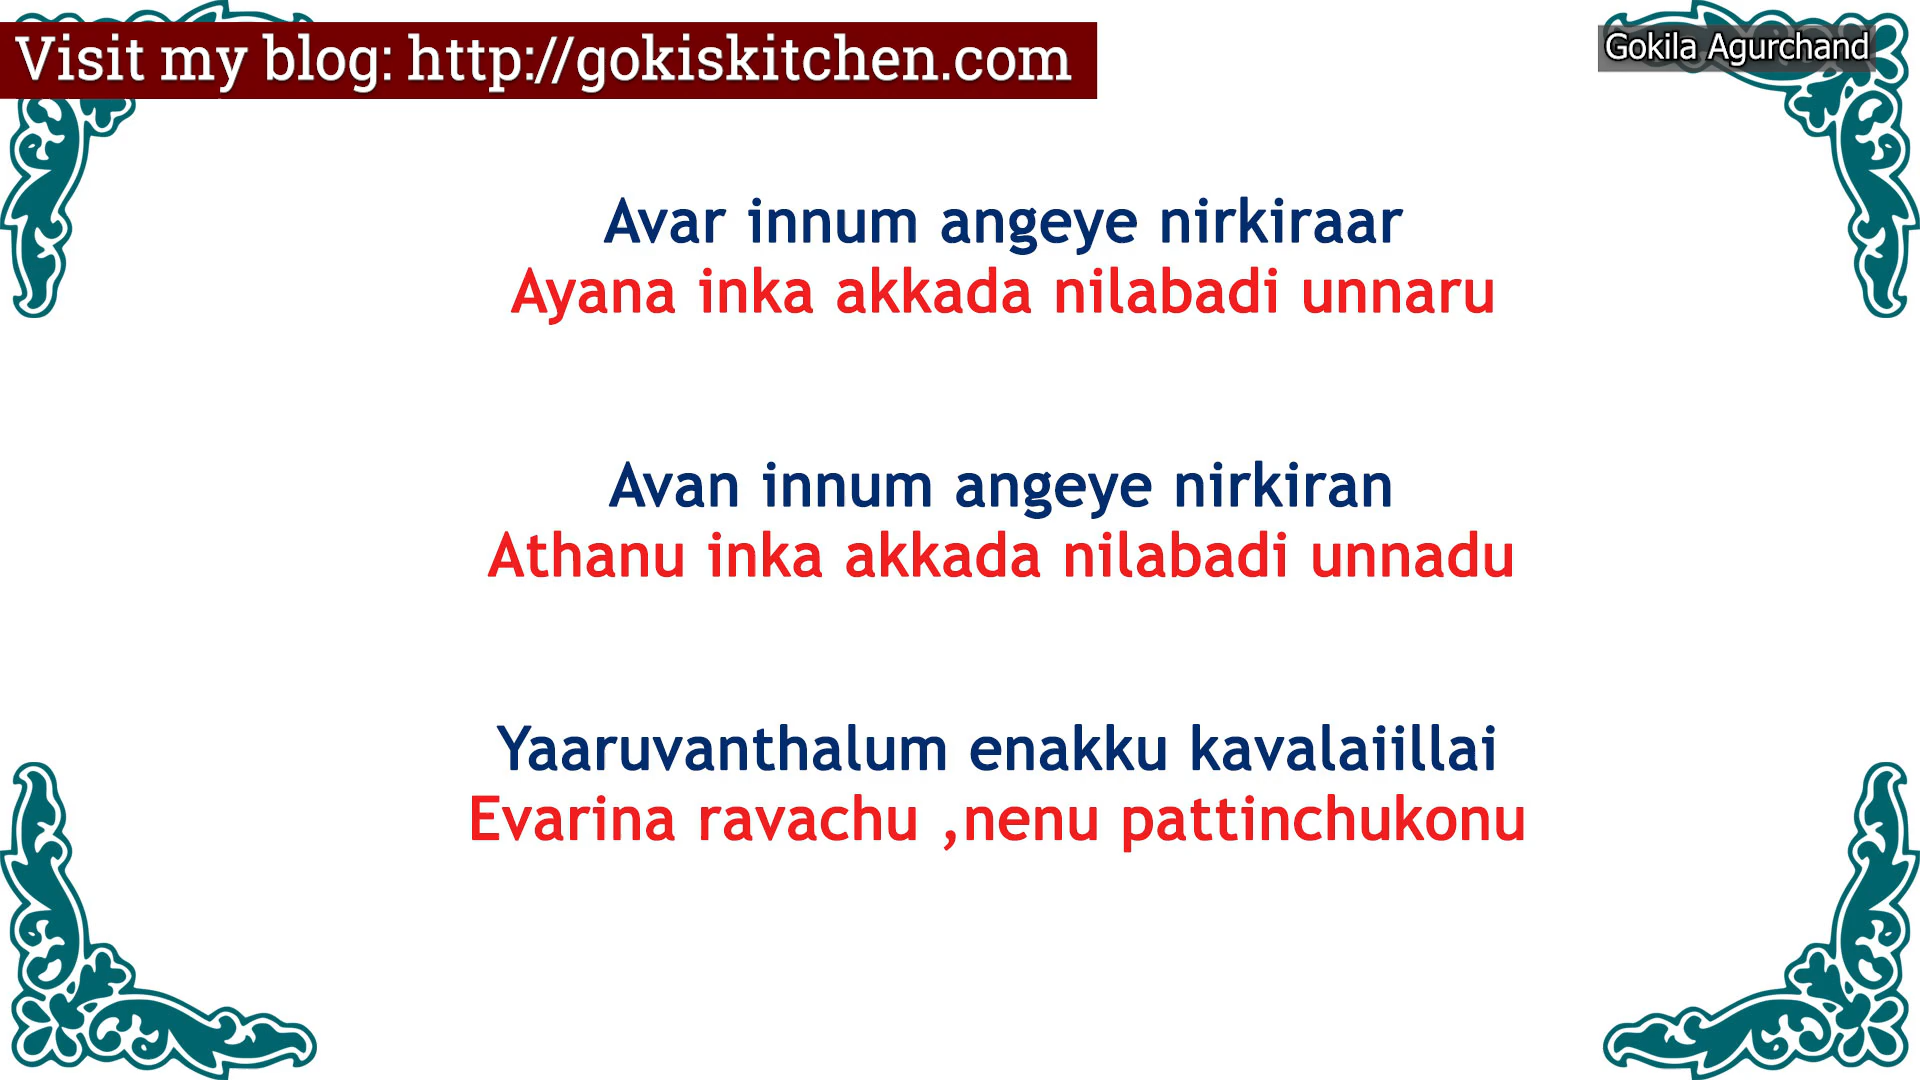 Visit my blog: http://gokiskitchen.com
Gokila Agurchand
Avar innum angeye nirkiraar
Ayana inka akkada nilabadi unnaru
Avan innum angeye nirkiran
Athanu inka akkada nilabadi unnadu
Yaaruvanthalum enakku kavalaiillai
Evarina ravachu ,nenu pattinchukonu